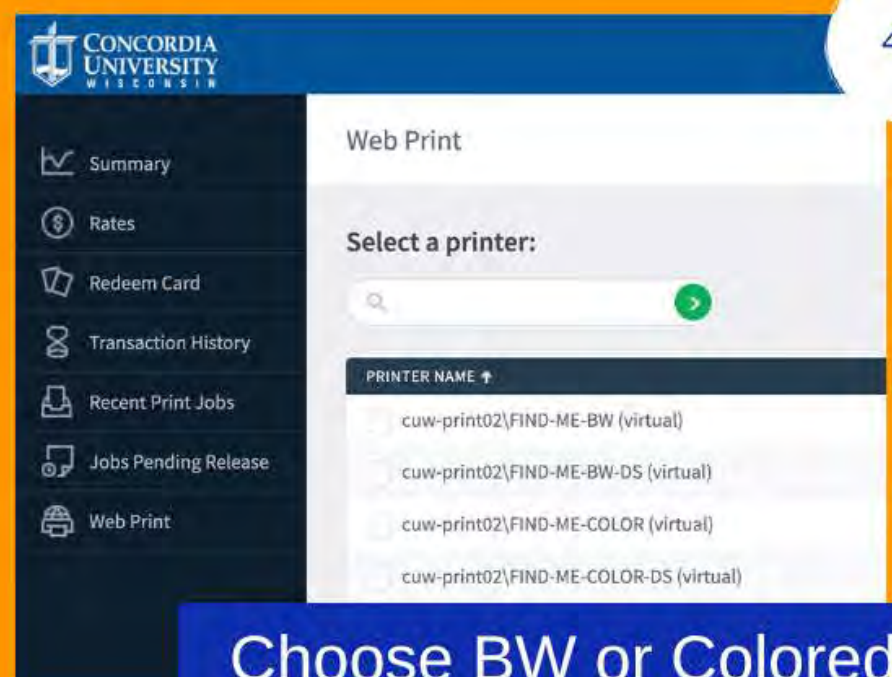 CONCORDIA
UNIVERSITY
WISCONSIN
4
Summary
Rates
Redeem Card
Transaction History
Recent Print Jobs
Jobs Pending Release
Web Print
Web Print
Select a printer:
PRINTER NAME ↑
cuw-print02\FIND-ME-BW (virtual)
cuw-print02\FIND-ME-BW-DS (virtual)
cuw-print02\FIND-ME-COLOR (virtual)
cuw-print02\FIND-ME-COLOR-DS (virtual)
Choose BW or Colored